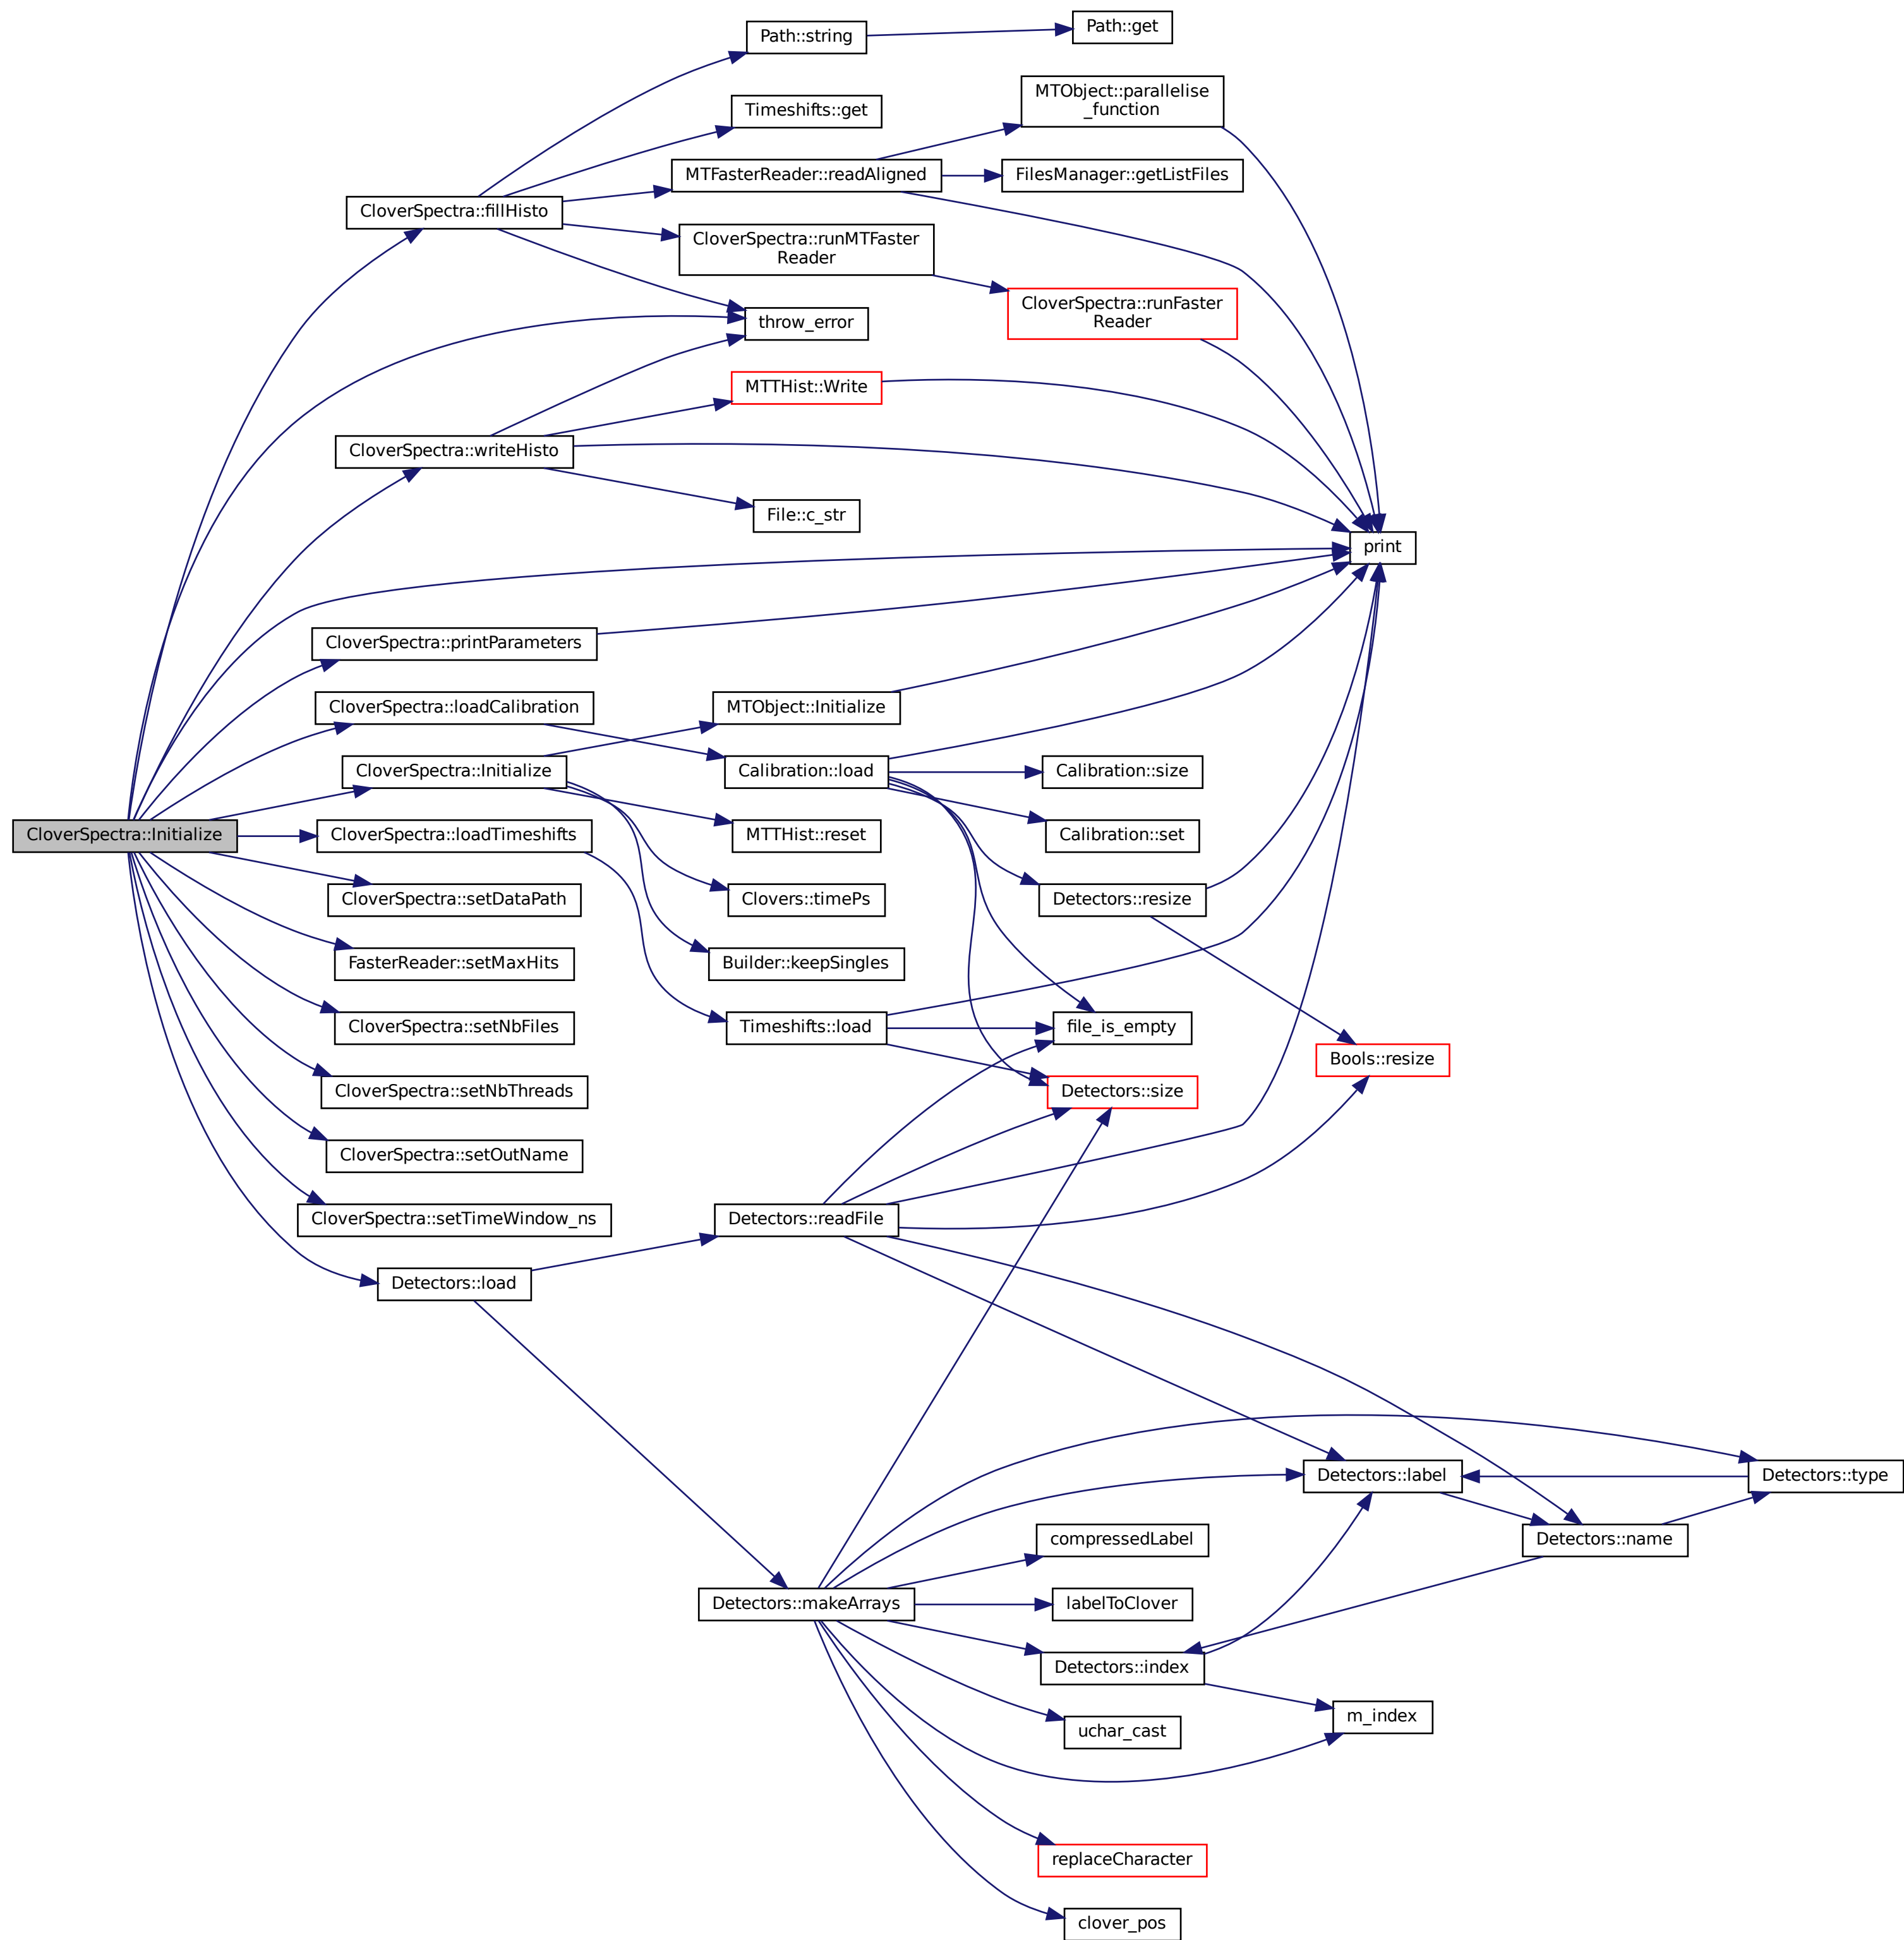 Path::string
Path::get
Timeshifts::get
MTObject::parallelise
_function
MTFasterReader::readAligned
FilesManager::getListFiles
CloverSpectra::fillHisto
CloverSpectra::runMTFaster
Reader
CloverSpectra::runFaster
Reader
throw_error
MTTHist::Write
CloverSpectra::writeHisto
File::c_str
print
CloverSpectra::printParameters
CloverSpectra::loadCalibration
MTObject::Initialize
CloverSpectra::Initialize
Calibration::load
Calibration::size
CloverSpectra::Initialize
CloverSpectra::loadTimeshifts
MTTHist::reset
Calibration::set
CloverSpectra::setDataPath
Clovers::timePs
Detectors::resize
FasterReader::setMaxHits
Builder::keepSingles
CloverSpectra::setNbFiles
Timeshifts::load
file_is_empty
Bools::resize
CloverSpectra::setNbThreads
Detectors::size
CloverSpectra::setOutName
CloverSpectra::setTimeWindow_ns
Detectors::readFile
Detectors::load
Detectors::label
Detectors::type
compressedLabel
Detectors::name
Detectors::makeArrays
labelToClover
Detectors::index
uchar_cast
m_index
replaceCharacter
clover_pos